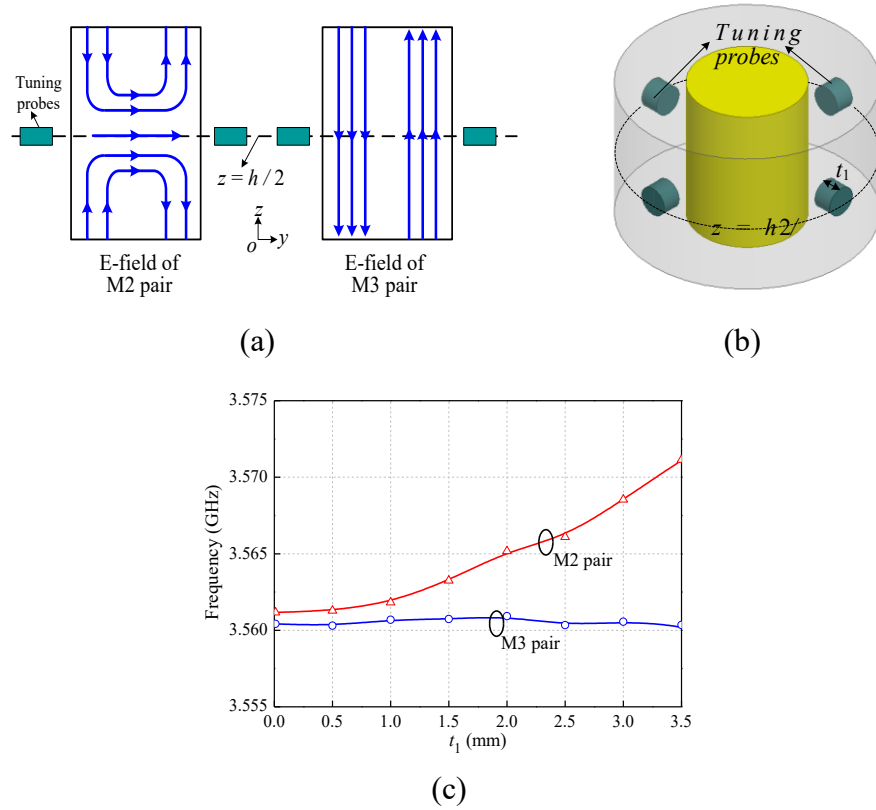 Tuning
probes
z = h / 2
z
o
y
E-field of
M2 pair
E-field of
M3 pair
(a)
Tuning
probes
t1
z = h2/
(b)
3.575
3.570
3.565
3.560
3.555
Frequency (GHz)
M2 pair
M3 pair
0.0 0.5 1.0 1.5 2.0 2.5 3.0 3.5
t1 (mm)
(c)